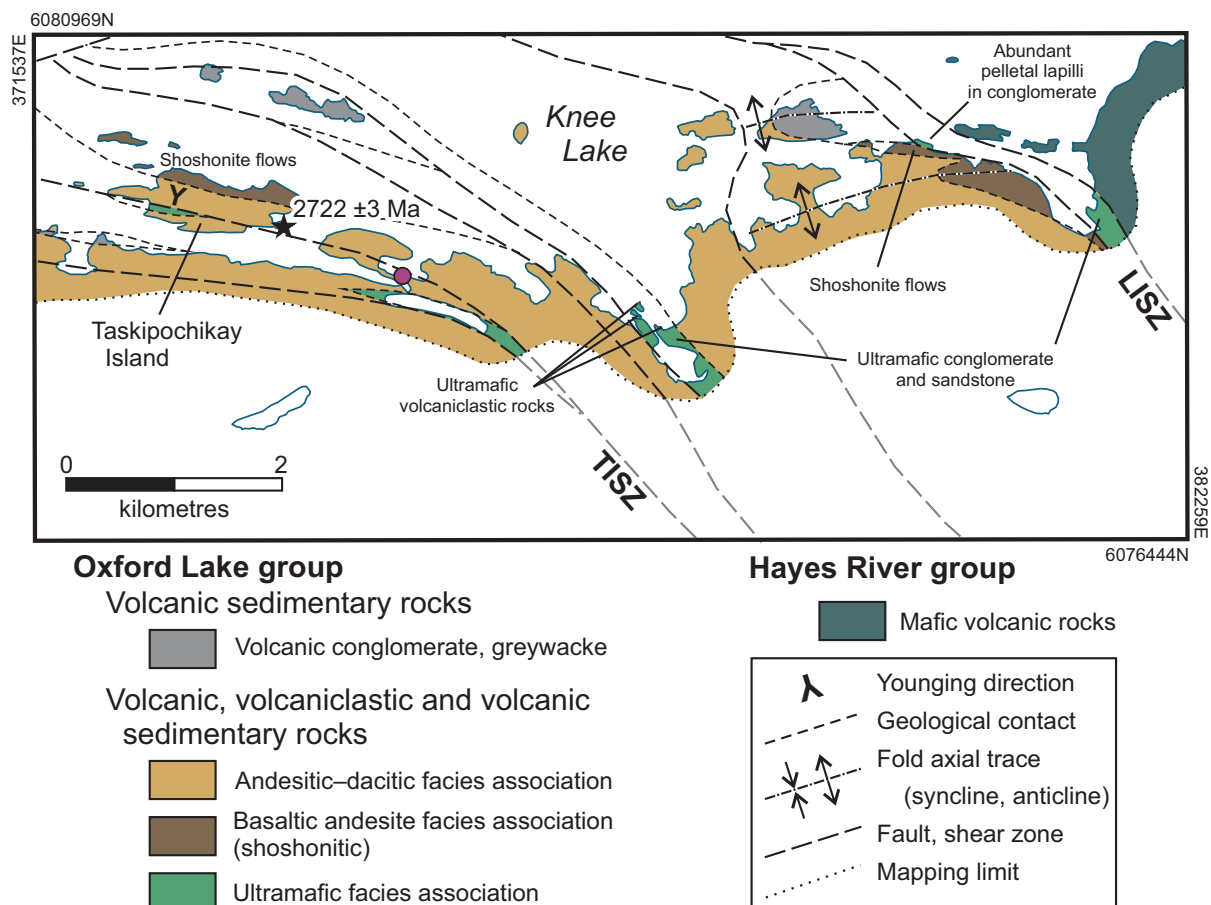 6080969N
371537E
Knee
Lake
Abundant
pelletal lapilli
in conglomerate
Shoshonite flows
Y
2722 ±3 Ma
Shoshonite flows
LISZ
Taskipochikay
Island
Ultramafic
volcaniclastic rocks
Ultramafic conglomerate
and sandstone
0 2
kilometres
TISZ
382259E
6076444N
Oxford Lake group
Volcanic sedimentary rocks
Volcanic conglomerate, greywacke
Volcanic, volcaniclastic and volcanic
sedimentary rocks
Andesitic–dacitic facies association
Basaltic andesite facies association
(shoshonitic)
Ultramafic facies association
Hayes River group
Mafic volcanic rocks
Y
Younging direction
Geological contact
Fold axial trace
(syncline, anticline)
Fault, shear zone
Mapping limit